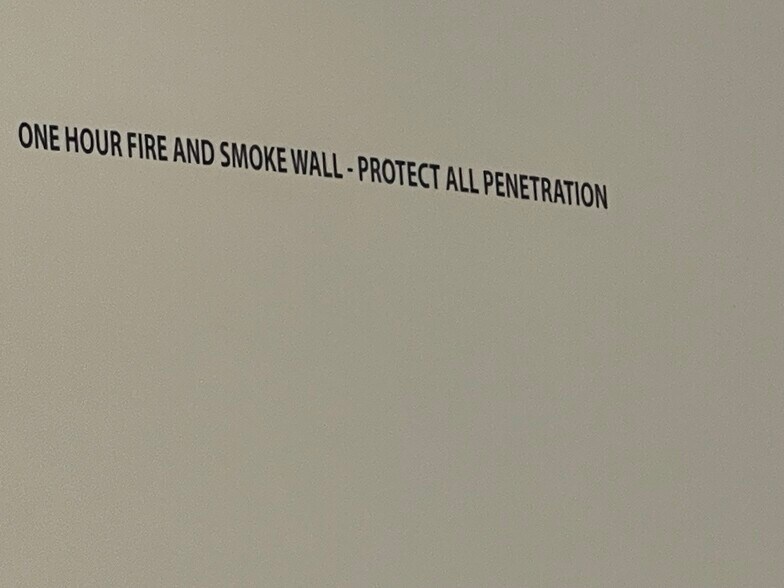 ONE HOUR FIRE AND SMOKE WALL - PROTECT ALL PENETRATION